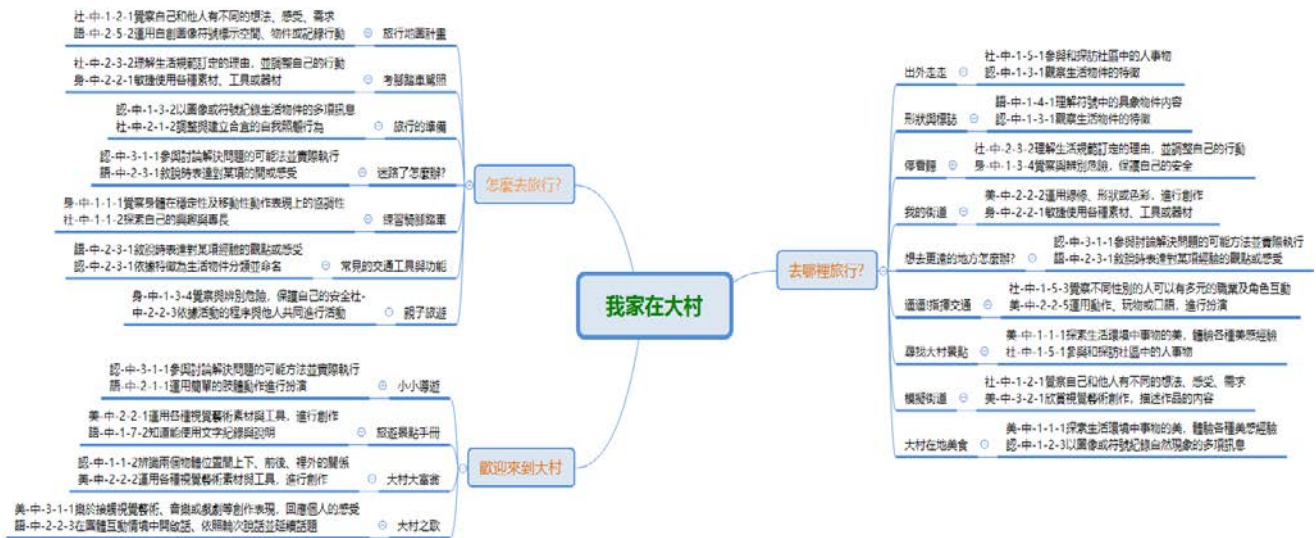 我家在大村
怎麼去旅行?
社-中-1-2-1覺察自己和他人有不同的想法、感受、需求
語-中-2-5-2運用自創圖像符號標示空間、物件或記錄行動
旅行地圖計畫
社-中-2-3-2理解生活規範訂定的理由，並調整自己的行動
身-中-2-2-1敏捷使用各種素材、工具或器材
考腳踏車駕照
認-中-1-3-2以圖像或符號紀錄生活物件的多項訊息
社-中-2-1-2調整與建立合宜的自我照顧行為
旅行的準備
認-中-3-1-1參與討論解決問題的可能法並實際執行
語-中-2-3-1敘說時表達對某項的間或感受
迷路了怎麼辦?
身-中-1-1-1覺察身體在穩定性及移動性動作表現上的協調性
社-中-1-1-2探索自己的興趣與專長
練習騎腳踏車
語-中-2-3-1敘說時表達對某項經驗的觀點或感受
認-中-2-3-1依據特徵為生活物件分類並命名
常見的交通工具與功能
身-中-1-3-4覺察與辨別危險，保護自己的安全社-
中-2-2-3依據活動的程序與他人共同進行活動
親子旅遊
歡迎來到大村
認-中-3-1-1參與討論解決問題的可能方法並實際執行
語-中-2-1-1運用簡單的肢體動作進行扮演
小小導遊
美-中-2-2-1運用各種視覺藝術素材與工具，進行創作
語-中-1-7-2知道能使用文字紀錄與說明
旅遊景點手冊
認-中-1-1-2辨識兩個物體位置間上下、前後、裡外的關係
美-中-2-2-2運用各種視覺藝術素材與工具，進行創作
大村大富翁
美-中-3-1-1樂於接觸視覺藝術、音樂或戲劇等創作表現，回應個人的感受
語-中-2-2-3在團體互動情境中開啟話、依照輪次說話並延續話題
大村之歌
去哪裡旅行?
出外走走
社-中-1-5-1參與和探訪社區中的人事物
認-中-1-3-1觀察生活物件的特徵
形狀與標誌
語-中-1-4-1理解符號中的具象物件內容
認-中-1-3-1觀察生活物件的特徵
停看聽
社-中-2-3-2理解生活規範訂定的理由，並調整自己的行動
身-中-1-3-4覺察與辨別危險，保護自己的安全
我的街道
美-中-2-2-2運用線條、形狀或色彩，進行創作
身-中-2-2-1敏捷使用各種素材、工具或器材
想去更遠的地方怎麼辦?
認-中-3-1-1參與討論解決問題的可能方法並實際執行
語-中-2-3-1敘說時表達對某項經驗的觀點或感受
逼逼!指揮交通
社-中-1-5-3覺察不同性別的人可以有多元的職業及角色互動
美-中-2-2-5運用動作、玩物或口語，進行扮演
尋找大村景點
美-中-1-1-1探索生活環境中事物的美，體驗各種美感經驗
社-中-1-5-1參與和探訪社區中的人事物
模擬街道
社-中-1-2-1覺察自己和他人有不同的想法、感受、需求
美-中-3-2-1欣賞視覺藝術創作，描述作品的內容
大村在地美食
美-中-1-1-1探索生活環境中事物的美，體驗各種美感經驗
認-中-1-2-3以圖像或符號紀錄自然現象的多項訊息